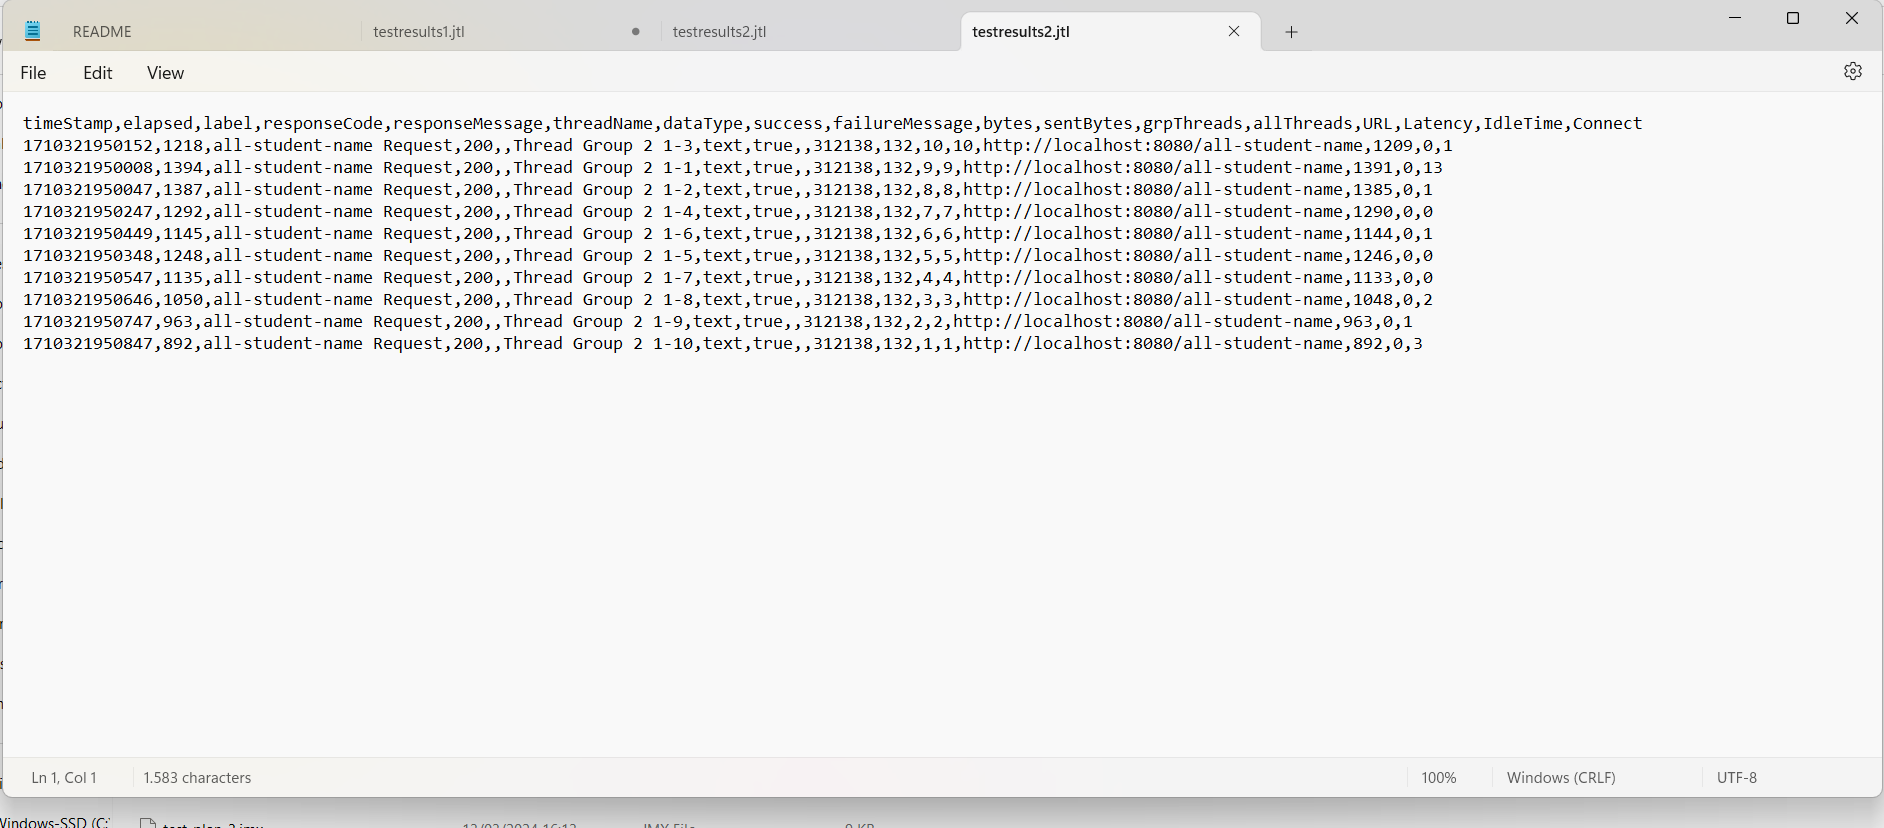 README
testresults1.jtl
testresults2.jtl
testresults2.jtl
File Edit View
timeStamp,elapsed,label,responseCode,responseMessage,threadName,dataType,success,failureMessage,bytes,sentBytes,grpThreads,allThreads,URL,Latency,IdleTime,Connect
1710321950152,1218,all-student-name Request,200,,Thread Group 2 1-3,text,true,,312138,132,10,10,http://localhost:8080/all-student-name,1209,0,1
1710321950008,1394,all-student-name Request,200,,Thread Group 2 1-1,text,true,,312138,132,9,9,http://localhost:8080/all-student-name,1391,0,13
1710321950047,1387,all-student-name Request,200,,Thread Group 2 1-2,text,true,,312138,132,8,8,http://localhost:8080/all-student-name,1385,0,1
1710321950247,1292,all-student-name Request,200,,Thread Group 2 1-4,text,true,,312138,132,7,7,http://localhost:8080/all-student-name,1290,0,0
1710321950449,1145,all-student-name Request,200,,Thread Group 2 1-6,text,true,,312138,132,6,6,http://localhost:8080/all-student-name,1144,0,1
1710321950348,1248,all-student-name Request,200,,Thread Group 2 1-5,text,true,,312138,132,5,5,http://localhost:8080/all-student-name,1246,0,0
1710321950547,1135,all-student-name Request,200,,Thread Group 2 1-7,text,true,,312138,132,4,4,http://localhost:8080/all-student-name,1133,0,0
1710321950646,1050,all-student-name Request,200,,Thread Group 2 1-8,text,true,,312138,132,3,3,http://localhost:8080/all-student-name,1048,0,2
1710321950747,963,all-student-name Request,200,,Thread Group 2 1-9,text,true,,312138,132,2,2,http://localhost:8080/all-student-name,963,0,1
1710321950847,892,all-student-name Request,200,,Thread Group 2 1-10,text,true,,312138,132,1,1,http://localhost:8080/all-student-name,892,0,3
Ln 1, Col 1 1.583 characters 100% Windows (CRLF) UTF-8
Windows-SSD (C: